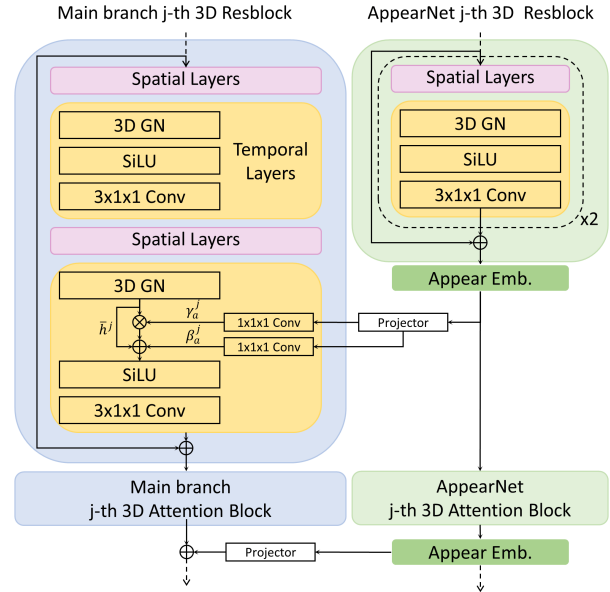 Main branch j-th 3D Resblock
Spatial Layers
3D GN
SiLU
3x1x1 Conv
Temporal
Layers
Spatial Layers
3D GN
h̄ʲ
γₐʲ
βₐʲ
1x1x1 Conv
1x1x1 Conv
Projector
SiLU
3x1x1 Conv
Main branch
j-th 3D Attention Block
AppearNet j-th 3D Resblock
Spatial Layers
3D GN
SiLU
3x1x1 Conv
x2
Appear Emb.
AppearNet
j-th 3D Attention Block
Projector
Appear Emb.